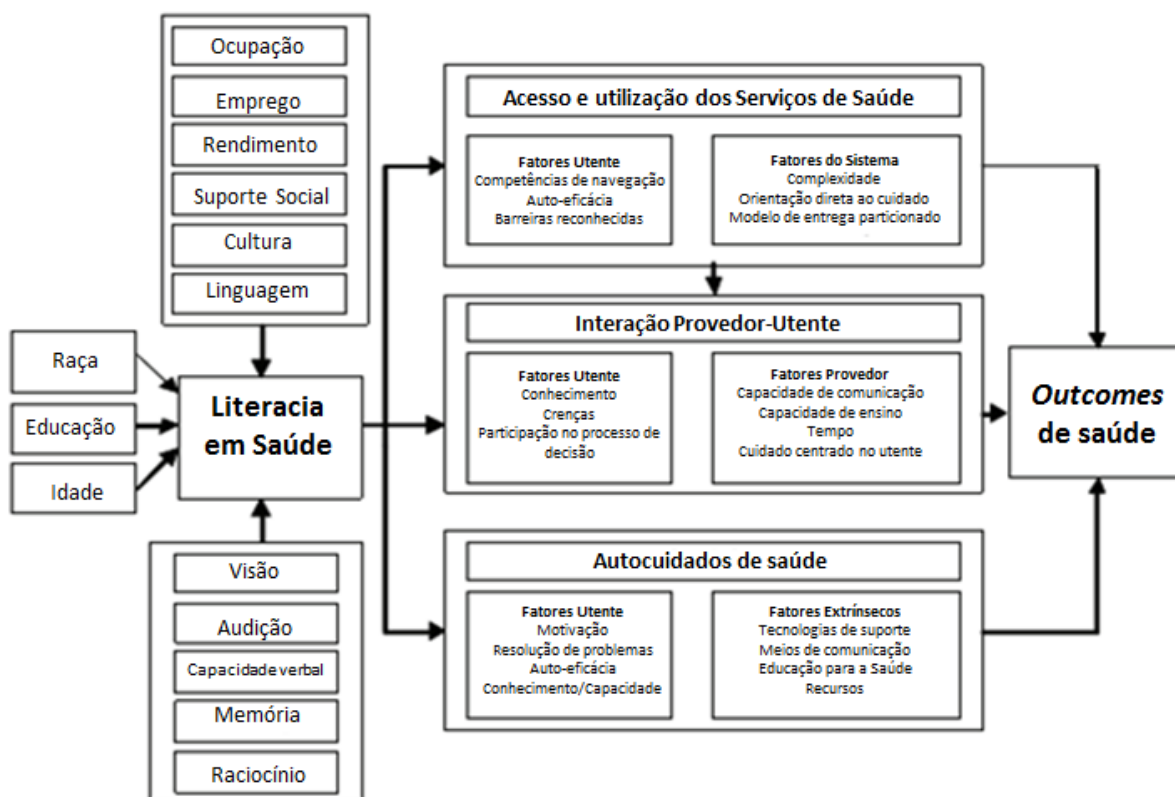 Ocupação
Emprego
Rendimento
Suporte Social
Cultura
Linguagem
Raça
Educação
Idade
Literacia
em Saúde
Visão
Audição
Capacidade verbal
Memória
Raciocínio
Acesso e utilização dos Serviços de Saúde
Fatores Utente
Competências de navegação
Auto-eficácia
Barreiras reconhecidas
Fatores do Sistema
Complexidade
Orientação direta ao cuidado
Modelo de entrega particionado
Interação Provedor-Utente
Fatores Utente
Conhecimento
Crenças
Participação no processo de
decisão
Fatores Provedor
Capacidade de comunicação
Capacidade de ensino
Tempo
Cuidado centrado no utente
Autocuidados de saúde
Fatores Utente
Motivação
Resolução de problemas
Auto-eficácia
Conhecimento/Capacidade
Fatores Extrínsecos
Tecnologias de suporte
Meios de comunicação
Educação para a Saúde
Recursos
Outcomes
de saúde